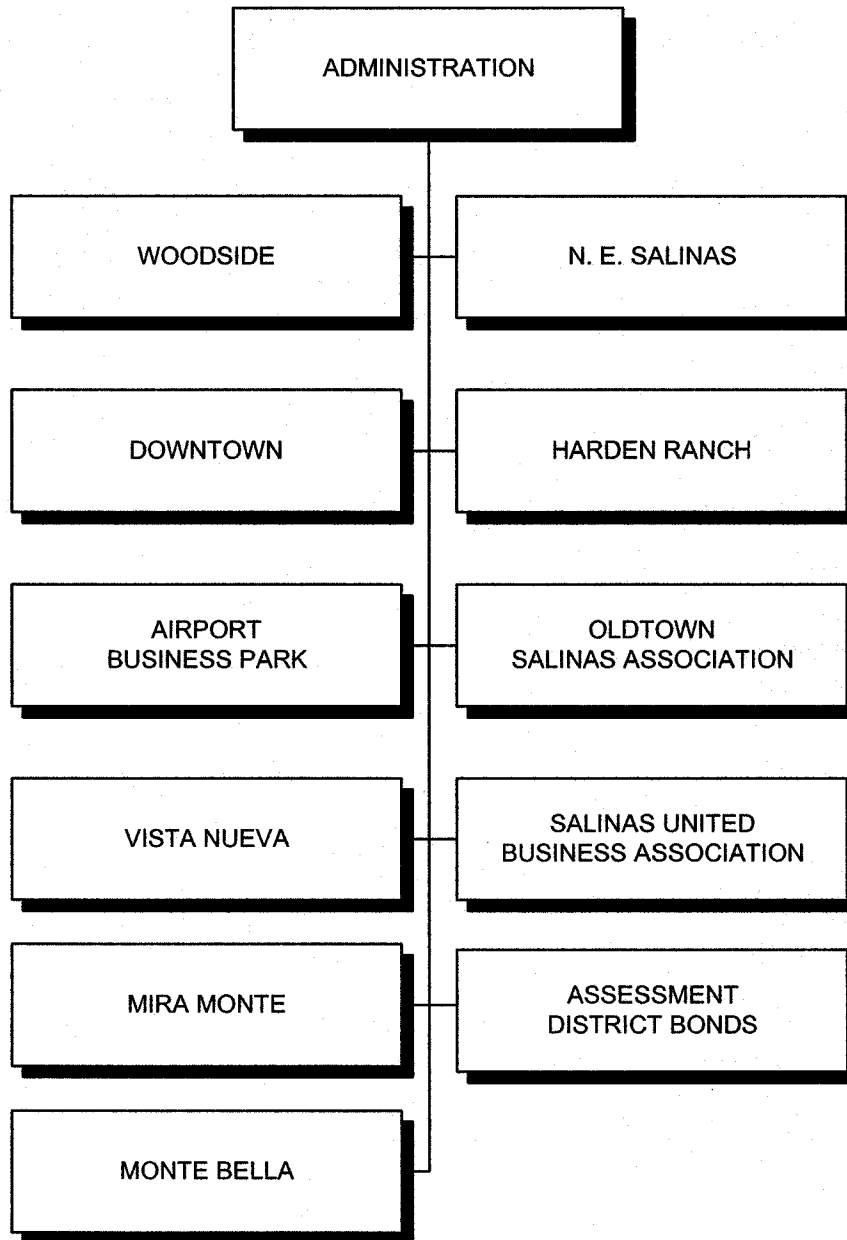 ADMINISTRATION
WOODSIDE
N. E. SALINAS
DOWNTOWN
HARDEN RANCH
AIRPORT
BUSINESS PARK
OLDTOWN
SALINAS ASSOCIATION
VISTA NUEVA
SALINAS UNITED
BUSINESS ASSOCIATION
MIRA MONTE
ASSESSMENT
DISTRICT BONDS
MONTE BELLA